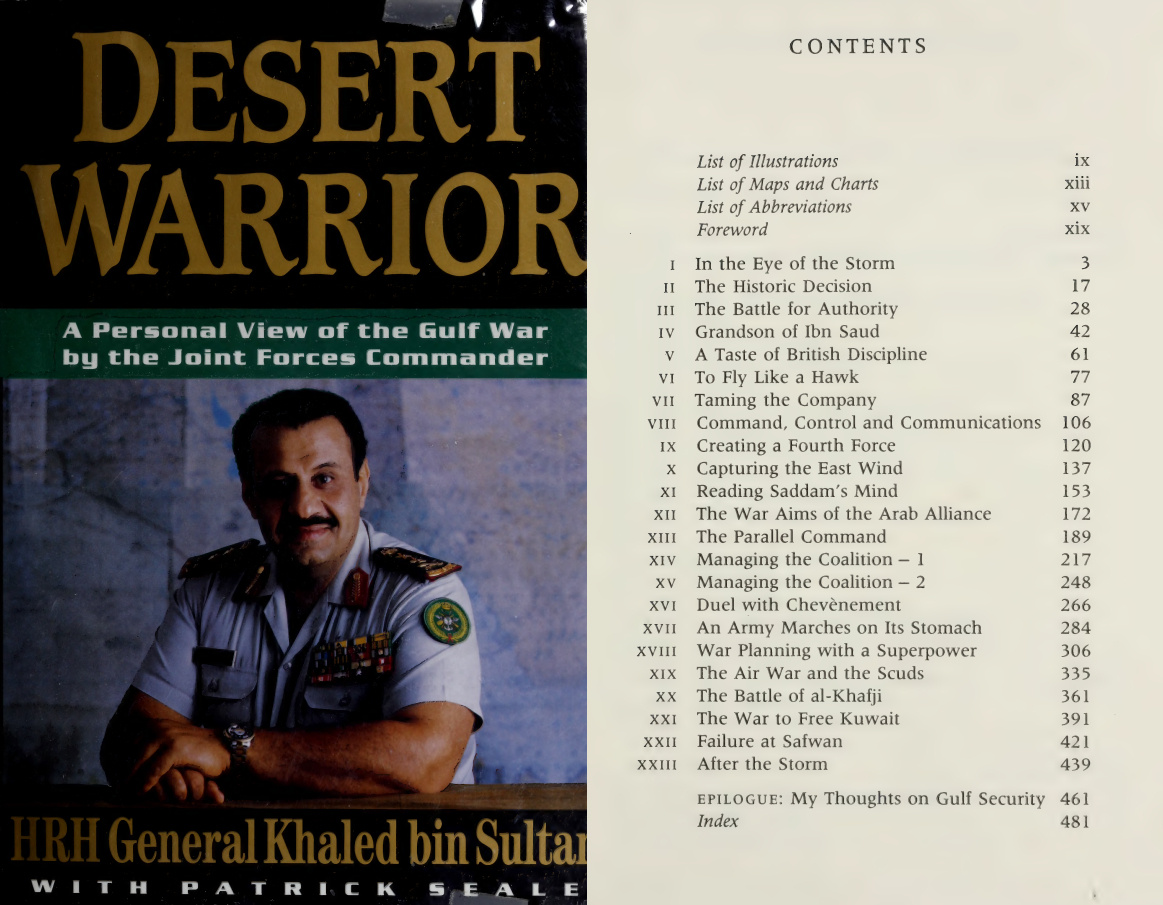 DESERT
WARRIOR
A Personal View of the Gulf War
by the Joint Forces Commander
HRH General Khaled bin Sultan
WITH PATRICK SEALE
CONTENTS
List of Illustrations ix
List of Maps and Charts xiii
List of Abbreviations xv
Foreword xix
I In the Eye of the Storm 3
II The Historic Decision 17
III The Battle for Authority 28
IV Grandson of Ibn Saud 42
V A Taste of British Discipline 61
VI To Fly Like a Hawk 77
VII Taming the Company 87
VIII Command, Control and Communications 106
IX Creating a Fourth Force 120
X Capturing the East Wind 137
XI Reading Saddam's Mind 153
XII The War Aims of the Arab Alliance 172
XIII The Parallel Command 189
XIV Managing the Coalition – 1 217
XV Managing the Coalition – 2 248
XVI Duel with Chevènement 266
XVII An Army Marches on Its Stomach 284
XVIII War Planning with a Superpower 306
XIX The Air War and the Scuds 335
XX The Battle of al-Khafji 361
XXI The War to Free Kuwait 391
XXII Failure at Safwan 421
XXIII After the Storm 439
EPILOGUE: My Thoughts on Gulf Security 461
Index 481